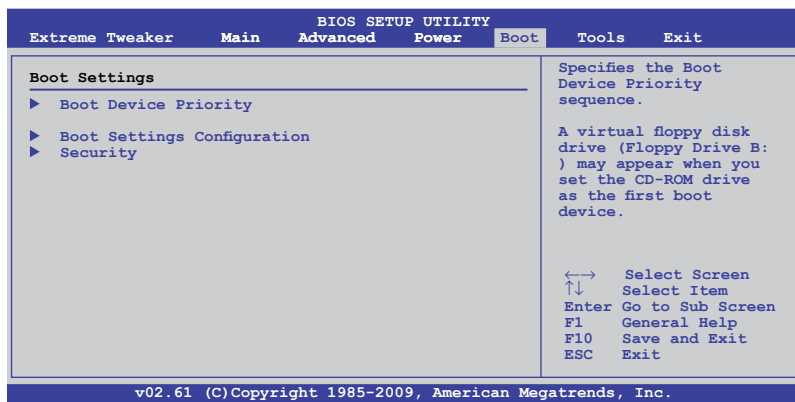 BIOS SETUP UTILITY
Extreme Tweaker Main Advanced Power Boot Tools Exit
Boot Settings
Boot Device Priority
Boot Settings Configuration
Security
Specifies the Boot
Device Priority
sequence.
A virtual floppy disk
drive (Floppy Drive B:
) may appear when you
set the CD-ROM drive
as the first boot
device.
←→ Select Screen
↑↓ Select Item
Enter Go to Sub Screen
F1 General Help
F10 Save and Exit
ESC Exit
v02.61 (C)Copyright 1985-2009, American Megatrends, Inc.